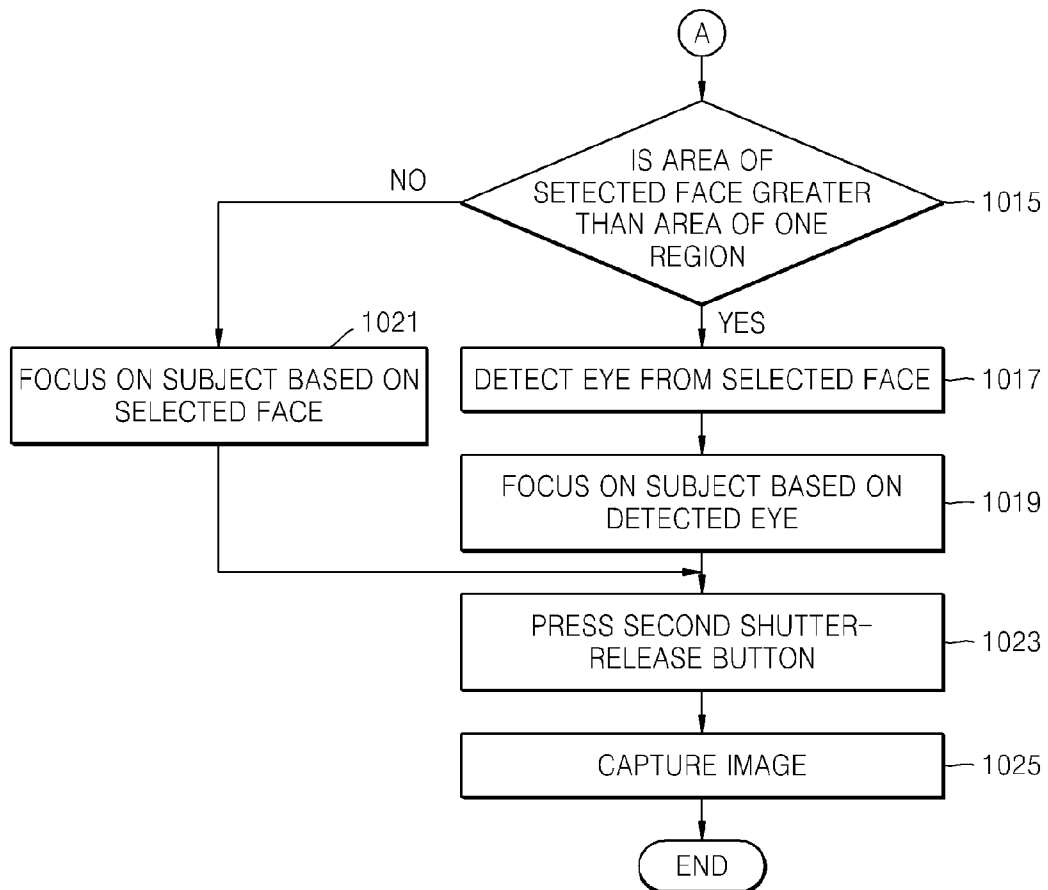 A
IS AREA OF
SETECTED FACE GREATER
THAN AREA OF ONE
REGION
1015
NO
YES
1021
FOCUS ON SUBJECT BASED ON
SELECTED FACE
DETECT EYE FROM SELECTED FACE
1017
FOCUS ON SUBJECT BASED ON
DETECTED EYE
1019
PRESS SECOND SHUTTER-
RELEASE BUTTON
1023
CAPTURE IMAGE
1025
END